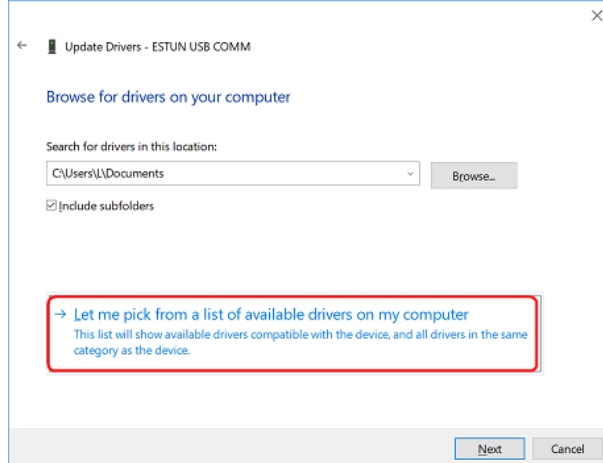 Update Drivers - ESTUN USB COMM
Browse for drivers on your computer
Search for drivers in this location:
C:\Users\L\Documents
Browse...
Include subfolders
Let me pick from a list of available drivers on my computer
This list will show available drivers compatible with the device, and all drivers in the same
category as the device.
Next
Cancel